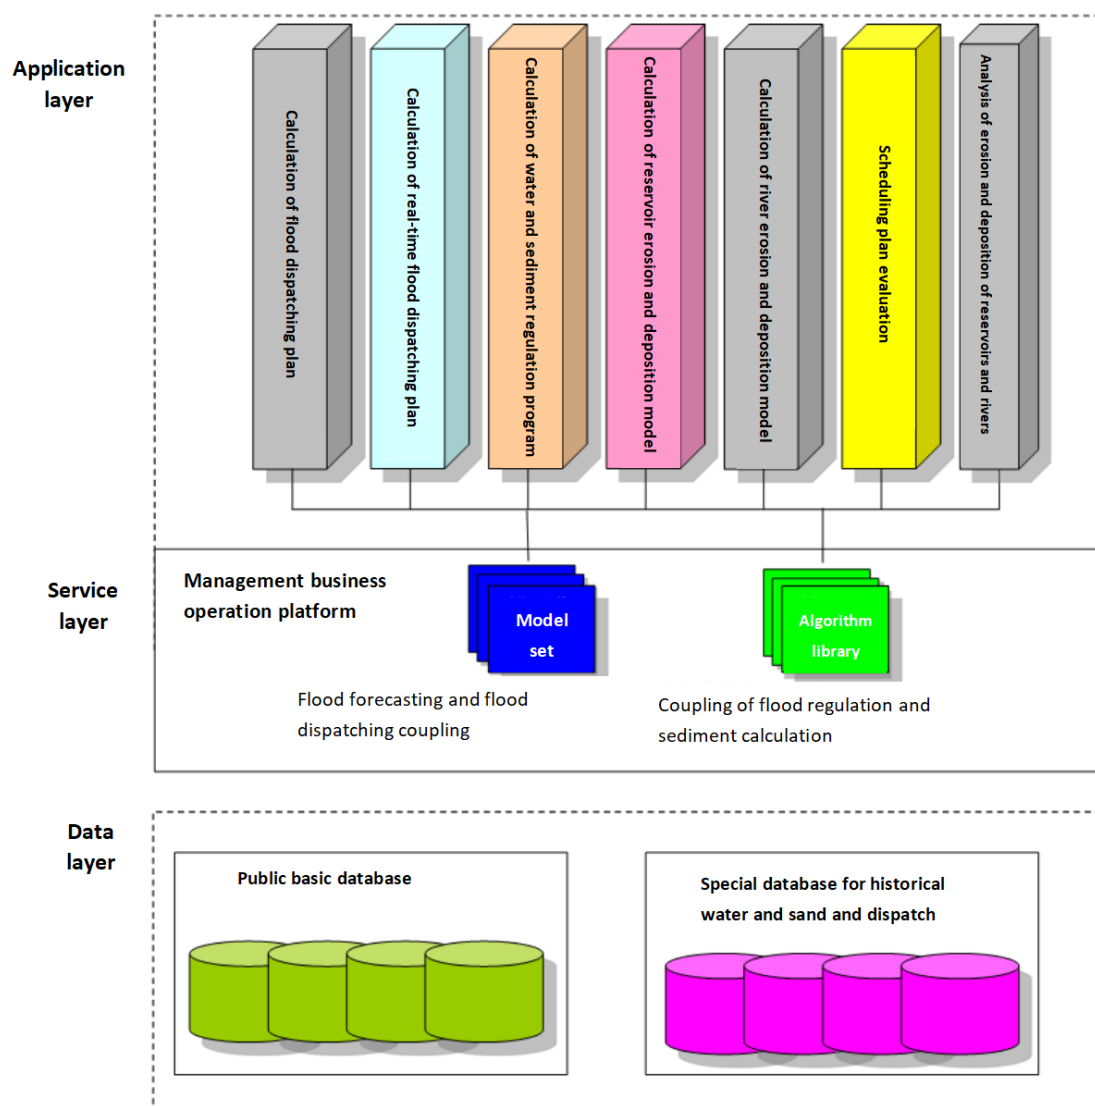 Application
layer
Calculation of flood dispatching plan
Calculation of real-time flood dispatching plan
Calculation of water and sediment regulation program
Calculation of reservoir erosion and deposition model
Calculation of river erosion and deposition model
Scheduling plan evaluation
Analysis of erosion and deposition of reservoirs and rivers
Service
layer
Management business
operation platform
Model
set
Algorithm
library
Flood forecasting and flood
dispatching coupling
Coupling of flood regulation and
sediment calculation
Data
layer
Public basic database
Special database for historical
water and sand and dispatch